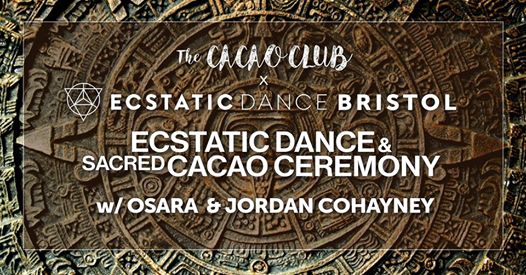 The CACAO CLUB
x
ECSTATIC DANCE BRISTOL
ECSTATIC DANCE &
SACRED CACAO CEREMONY
w/ OSARA & JORDAN COHAYNEY